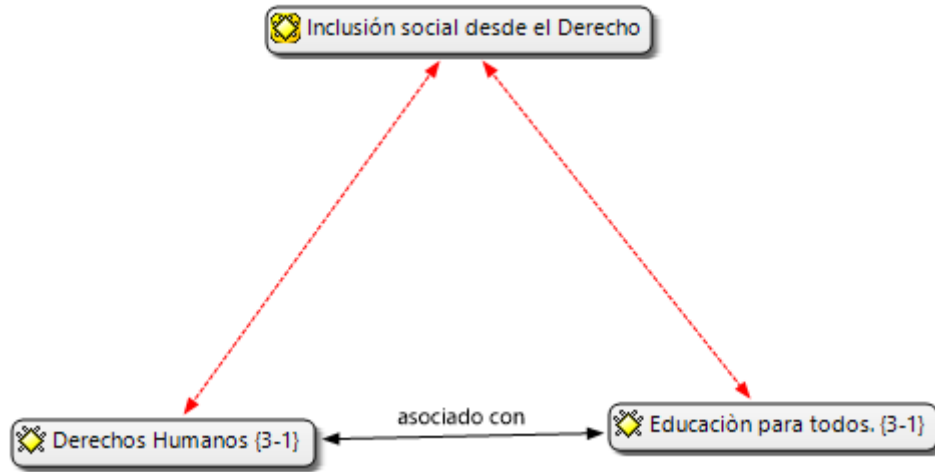 Inclusión social desde el Derecho
asociado con
Derechos Humanos {3-1}
Educaciòn para todos. {3-1}